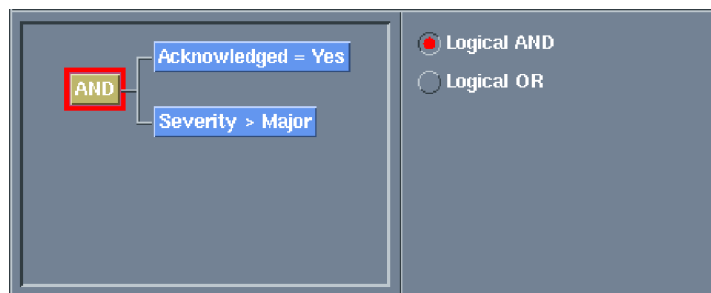 Acknowledged = Yes
AND
Severity > Major
Logical AND
Logical OR